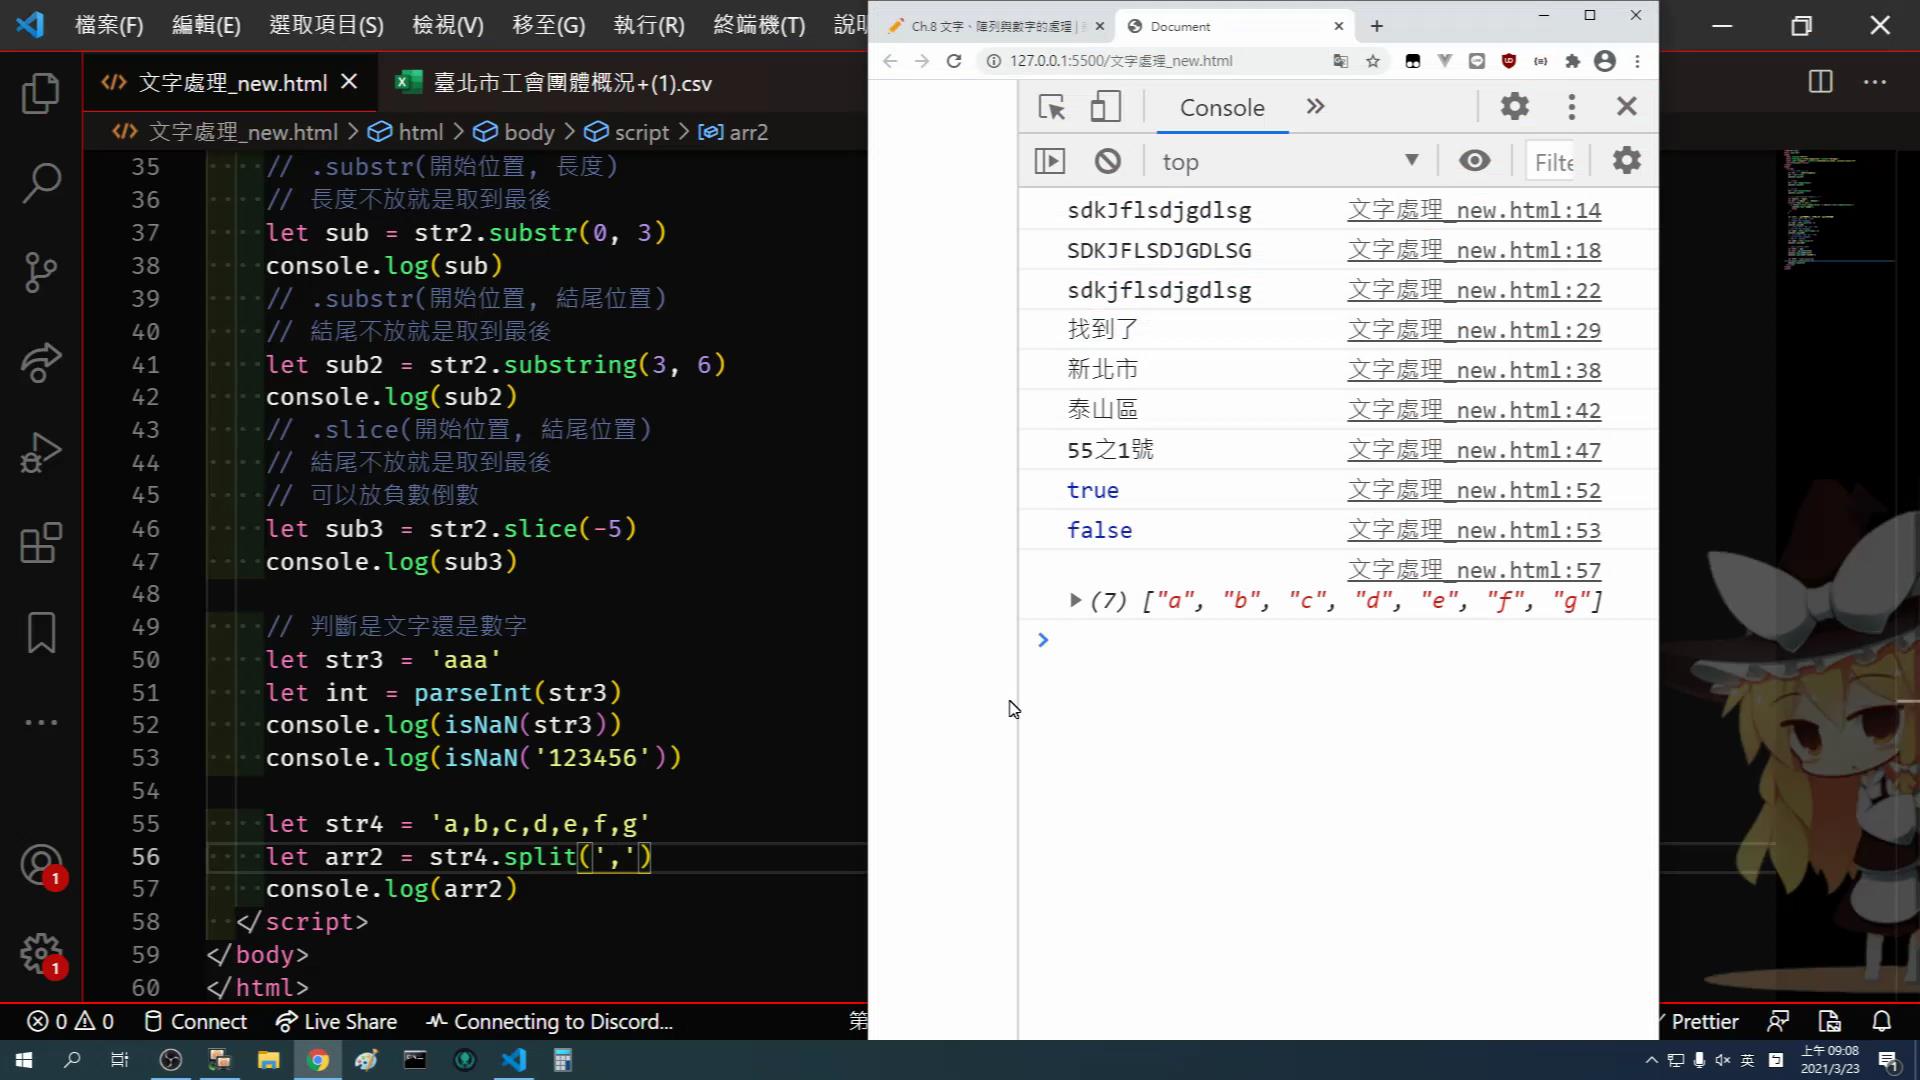 檔案(F) 編輯(E) 選取項目(S) 檢視(V) 移至(G) 執行(R) 終端機(T) 說明
文字處理_new.html 臺北市工會團體概況+(1).csv
文字處理_new.html > html > body > script > arr2
35 // .substr(開始位置, 長度)
36 // 長度不放就是取到最後
37 let sub = str2.substr(0, 3)
38 console.log(sub)
39 // .substr(開始位置, 結尾位置)
40 // 結尾不放就是取到最後
41 let sub2 = str2.substring(3, 6)
42 console.log(sub2)
43 // .slice(開始位置, 結尾位置)
44 // 結尾不放就是取到最後
45 // 可以放負數倒數
46 let sub3 = str2.slice(-5)
47 console.log(sub3)
48
49 // 判斷是文字還是數字
50 let str3 = 'aaa'
51 let int = parseInt(str3)
52 console.log(isNaN(str3))
53 console.log(isNaN('123456'))
54
55 let str4 = 'a,b,c,d,e,f,g'
56 let arr2 = str4.split(',')
57 console.log(arr2)
58 </script>
59 </body>
60 </html>
0 0 Connect Live Share Connecting to Discord... 第
Ch.8 文字、陣列與數字的處理 |
Document
127.0.0.1:5500/文字處理_new.html
Console
top
Filte
sdkJflsdjgdlsg 文字處理_new.html:14
SDKJFLSDJGDLSG 文字處理_new.html:18
sdkjflsdjgdlsg 文字處理_new.html:22
找到了 文字處理_new.html:29
新北市 文字處理_new.html:38
泰山區 文字處理_new.html:42
55之1號 文字處理_new.html:47
true 文字處理_new.html:52
false 文字處理_new.html:53
文字處理_new.html:57
(7) ["a", "b", "c", "d", "e", "f", "g"]
Prettier
1
1
英
上午 09:08
2021/3/23
1